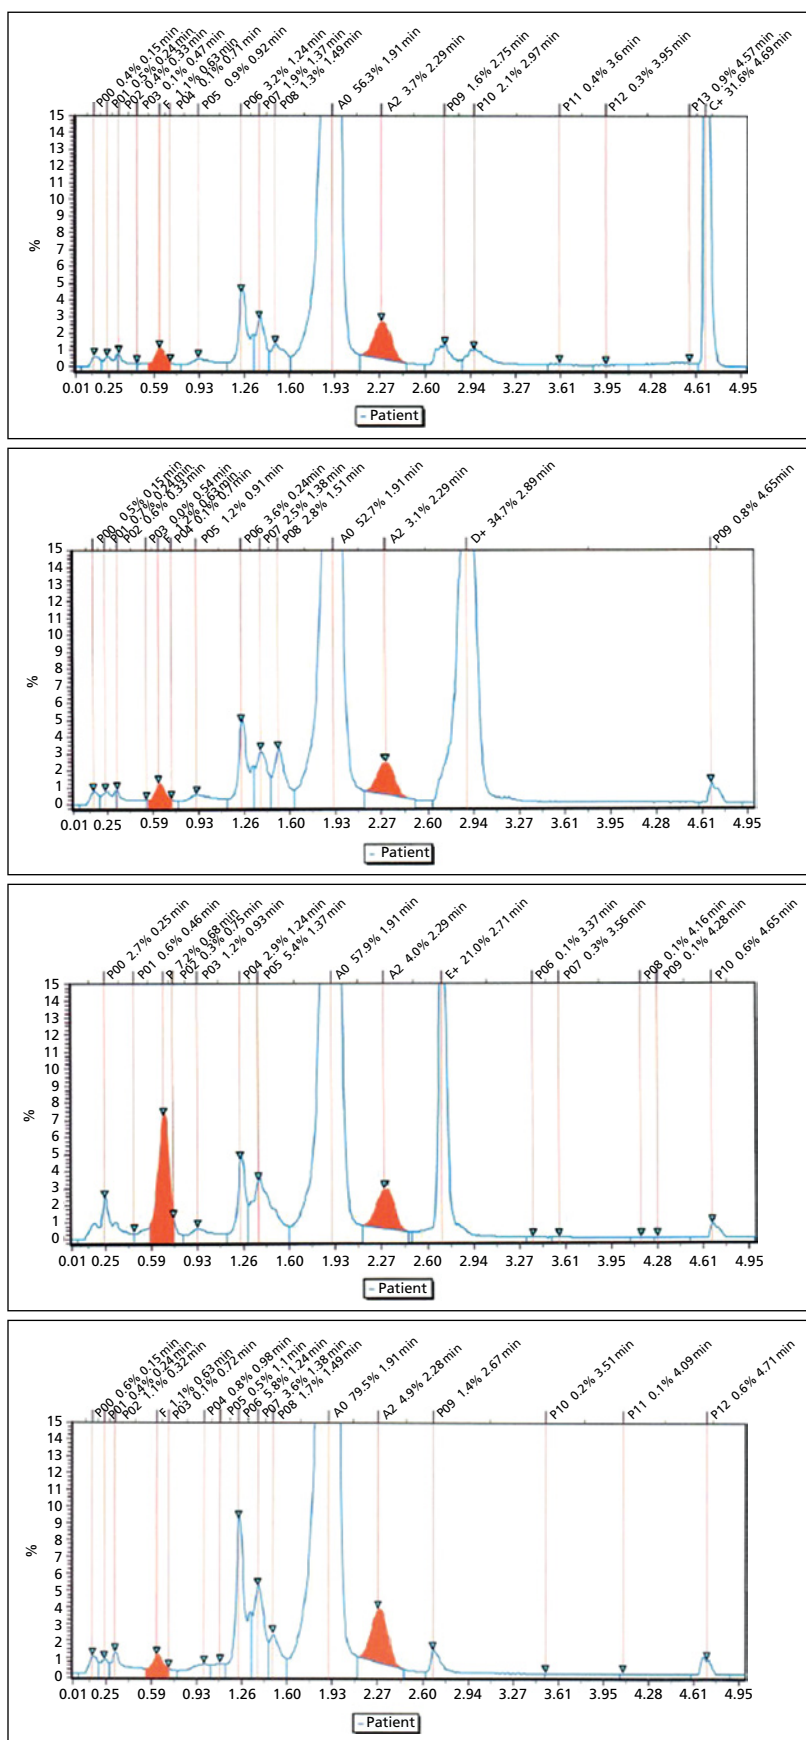 P00 0.4% 0.15 min
P01 0.5% 0.24 min
P02 0.4% 0.33 min
P03 0.1% 0.47 min
F 1.1% 0.63 min
P04 0.1% 0.71 min
P05 0.9% 0.92 min
P06 3.2% 1.24 min
P07 1.9% 1.37 min
P08 1.3% 1.49 min
A0 56.3% 1.91 min
A2 3.7% 2.29 min
P09 1.6% 2.75 min
P10 2.1% 2.97 min
P11 0.4% 3.6 min
P12 0.3% 3.95 min
P13 0.9% 4.57 min
C+ 31.6% 4.69 min
15
14
13
12
11
10
9
8
7
6
5
4
3
2
1
0
%
0.01 0.25 0.59 0.93 1.26 1.60 1.93 2.27 2.60 2.94 3.27 3.61 3.95 4.28 4.61 4.95
Patient
P00 0.5% 0.15 min
P01 0.7% 0.24 min
P02 0.6% 0.33 min
P03 0.0% 0.54 min
F 1.2% 0.63 min
P04 0.1% 0.7 min
P05 1.2% 0.91 min
P06 3.6% 0.24 min
P07 2.5% 1.38 min
P08 2.8% 1.51 min
A0 52.7% 1.91 min
A2 3.1% 2.29 min
D+ 34.7% 2.89 min
P09 0.8% 4.65 min
15
14
13
12
11
10
9
8
7
6
5
4
3
2
1
0
%
0.01 0.25 0.59 0.93 1.26 1.60 1.93 2.27 2.60 2.94 3.27 3.61 3.95 4.28 4.61 4.95
Patient
P00 2.7% 0.25 min
P01 0.6% 0.46 min
7.2% 0.68 min
P02 0.3% 0.75 min
P03 1.2% 0.93 min
P04 2.9% 1.24 min
P05 5.4% 1.37 min
A0 57.9% 1.91 min
A2 4.0% 2.29 min
E+ 21.0% 2.71 min
P06 0.1% 3.37 min
P07 0.3% 3.56 min
P08 0.1% 4.16 min
P09 0.1% 4.28 min
P10 0.6% 4.65 min
15
14
13
12
11
10
9
8
7
6
5
4
3
2
1
0
%
0.01 0.25 0.59 0.93 1.26 1.60 1.93 2.27 2.60 2.94 3.27 3.61 3.95 4.28 4.61 4.95
Patient
P00 0.6% 0.15 min
P01 0.4% 0.24 min
P02 1.1% 0.32 min
F 1.1% 0.63 min
P03 0.1% 0.72 min
P04 0.8% 0.98 min
P05 0.5% 1.1 min
P06 5.8% 1.24 min
P07 3.6% 1.38 min
P08 1.7% 1.49 min
A0 79.5% 1.91 min
A2 4.9% 2.28 min
P09 1.4% 2.67 min
P10 0.2% 3.51 min
P11 0.1% 4.09 min
P12 0.6% 4.71 min
15
14
13
12
11
10
9
8
7
6
5
4
3
2
1
0
%
0.01 0.25 0.59 0.93 1.26 1.60 1.93 2.27 2.60 2.94 3.27 3.61 3.95 4.28 4.61 4.95
Patient